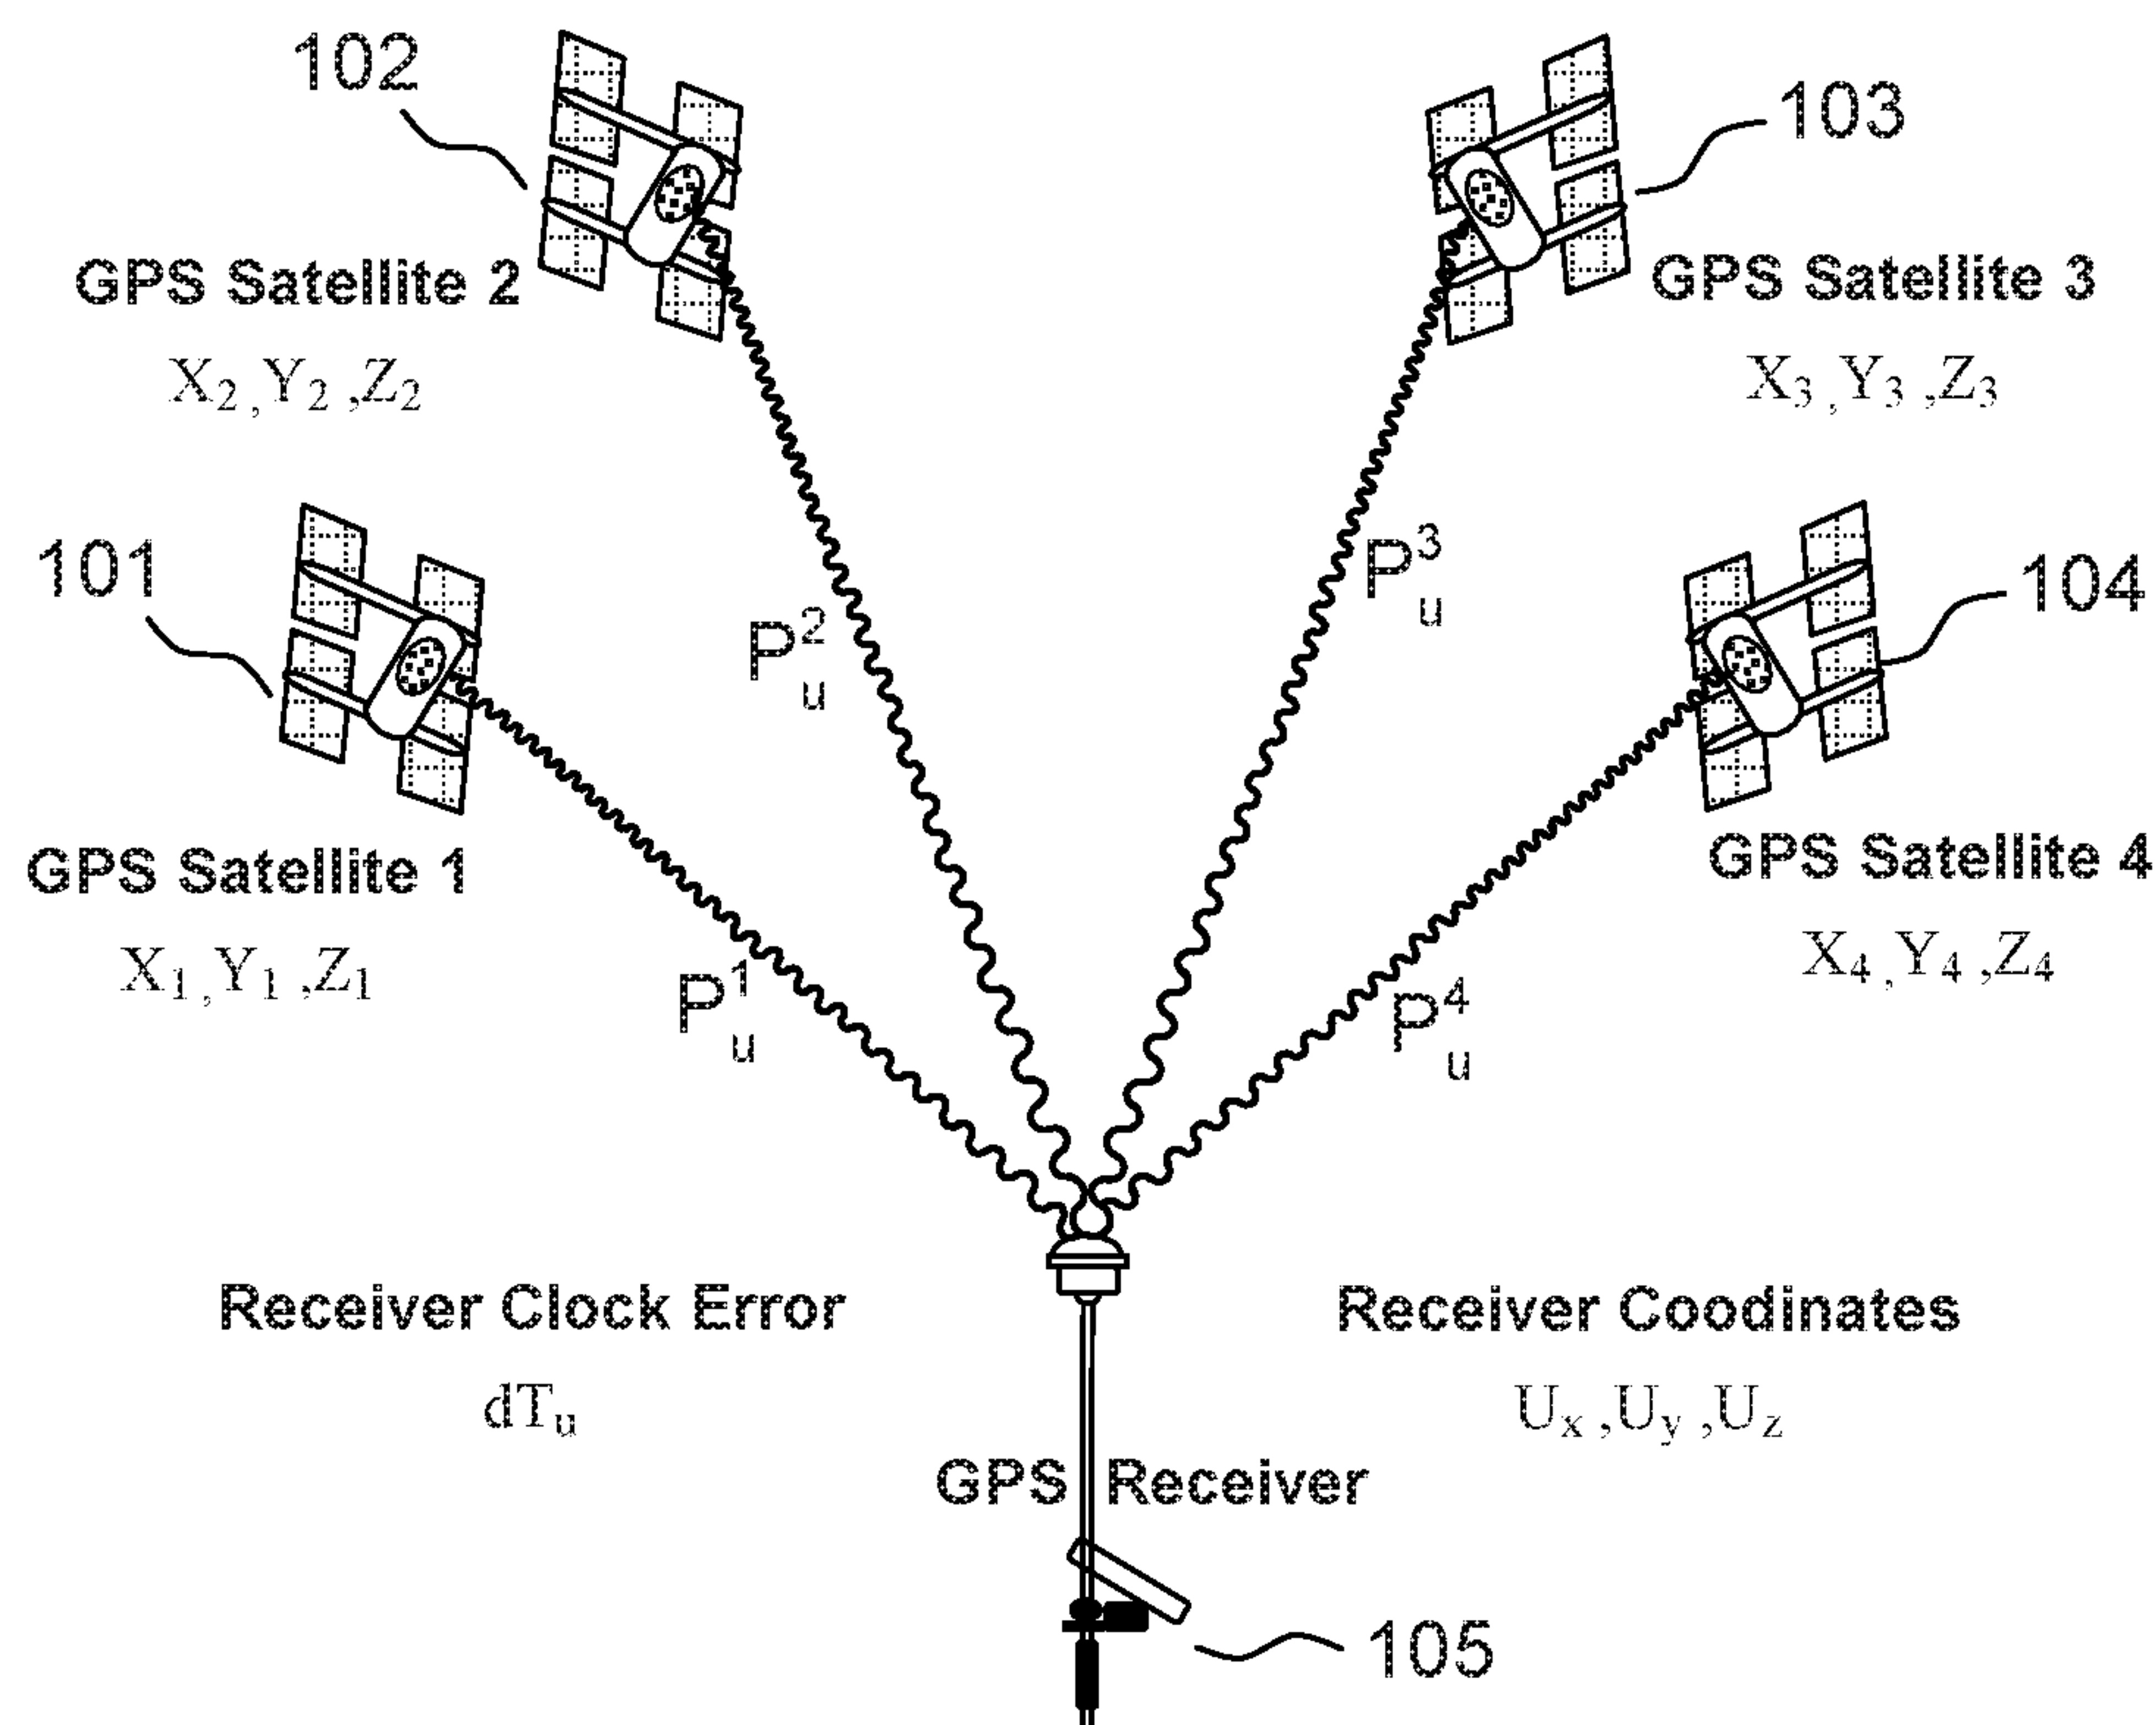 102
103
GPS Satellite 2
GPS Satellite 3
X₂,Y₂,Z₂
X₃,Y₃,Z₃
101
P³ᵤ
104
P²ᵤ
GPS Satellite 1
GPS Satellite 4
X₁,Y₁,Z₁
X₄,Y₄,Z₄
P¹ᵤ
P⁴ᵤ
Receiver Clock Error
Receiver Coodinates
dTᵤ
Uₓ,Uy,Uz
GPS Receiver
105